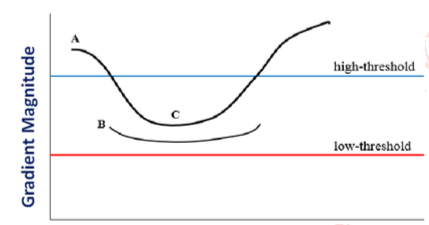 A
high-threshold
C
B
low-threshold
Gradient Magnitude